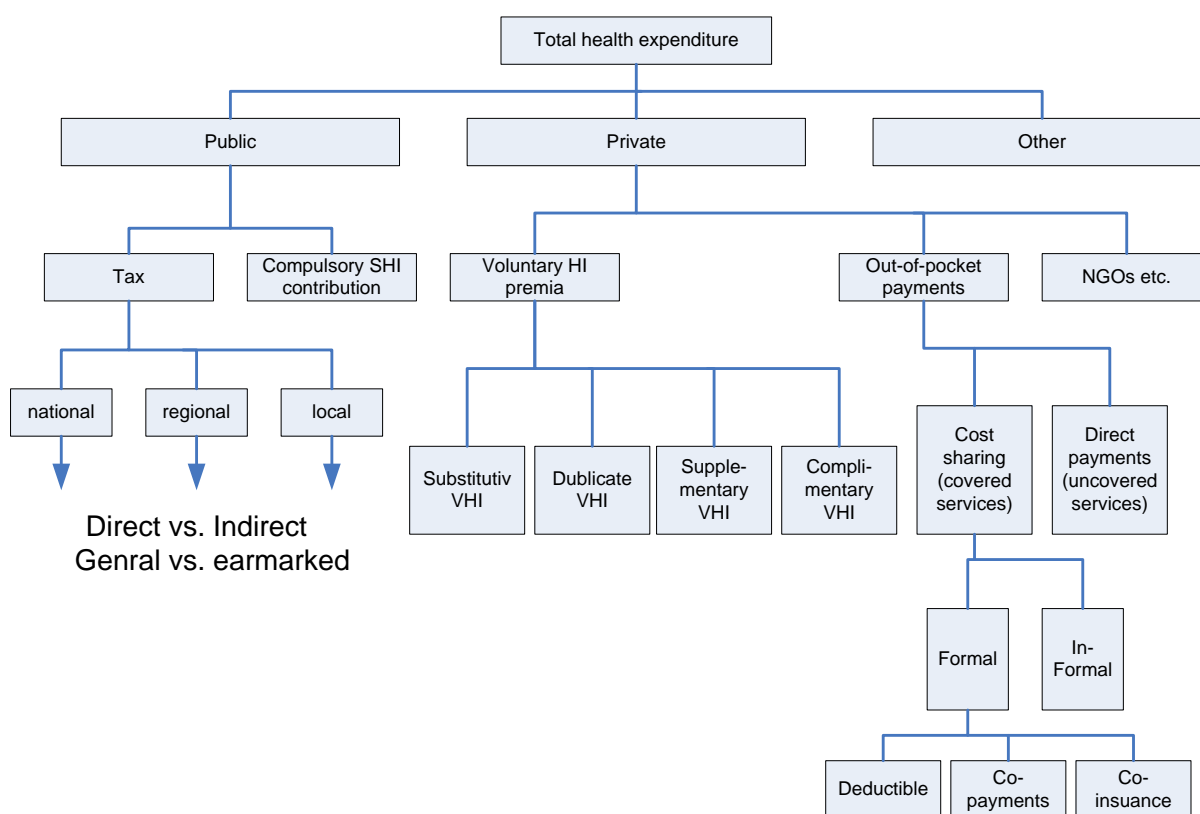 Total health expenditure
Public
Private
Other
Tax
Compulsory SHI
contribution
Voluntary HI
premia
Out-of-pocket
payments
NGOs etc.
national
regional
local
Substitutiv
VHI
Dublicate
VHI
Supple-
mentary
VHI
Compli-
mentary
VHI
Cost
sharing
(covered
services)
Direct
payments
(uncovered
services)
Direct vs. Indirect
Genral vs. earmarked
Formal
In-
Formal
Deductible
Co-
payments
Co-
insuance